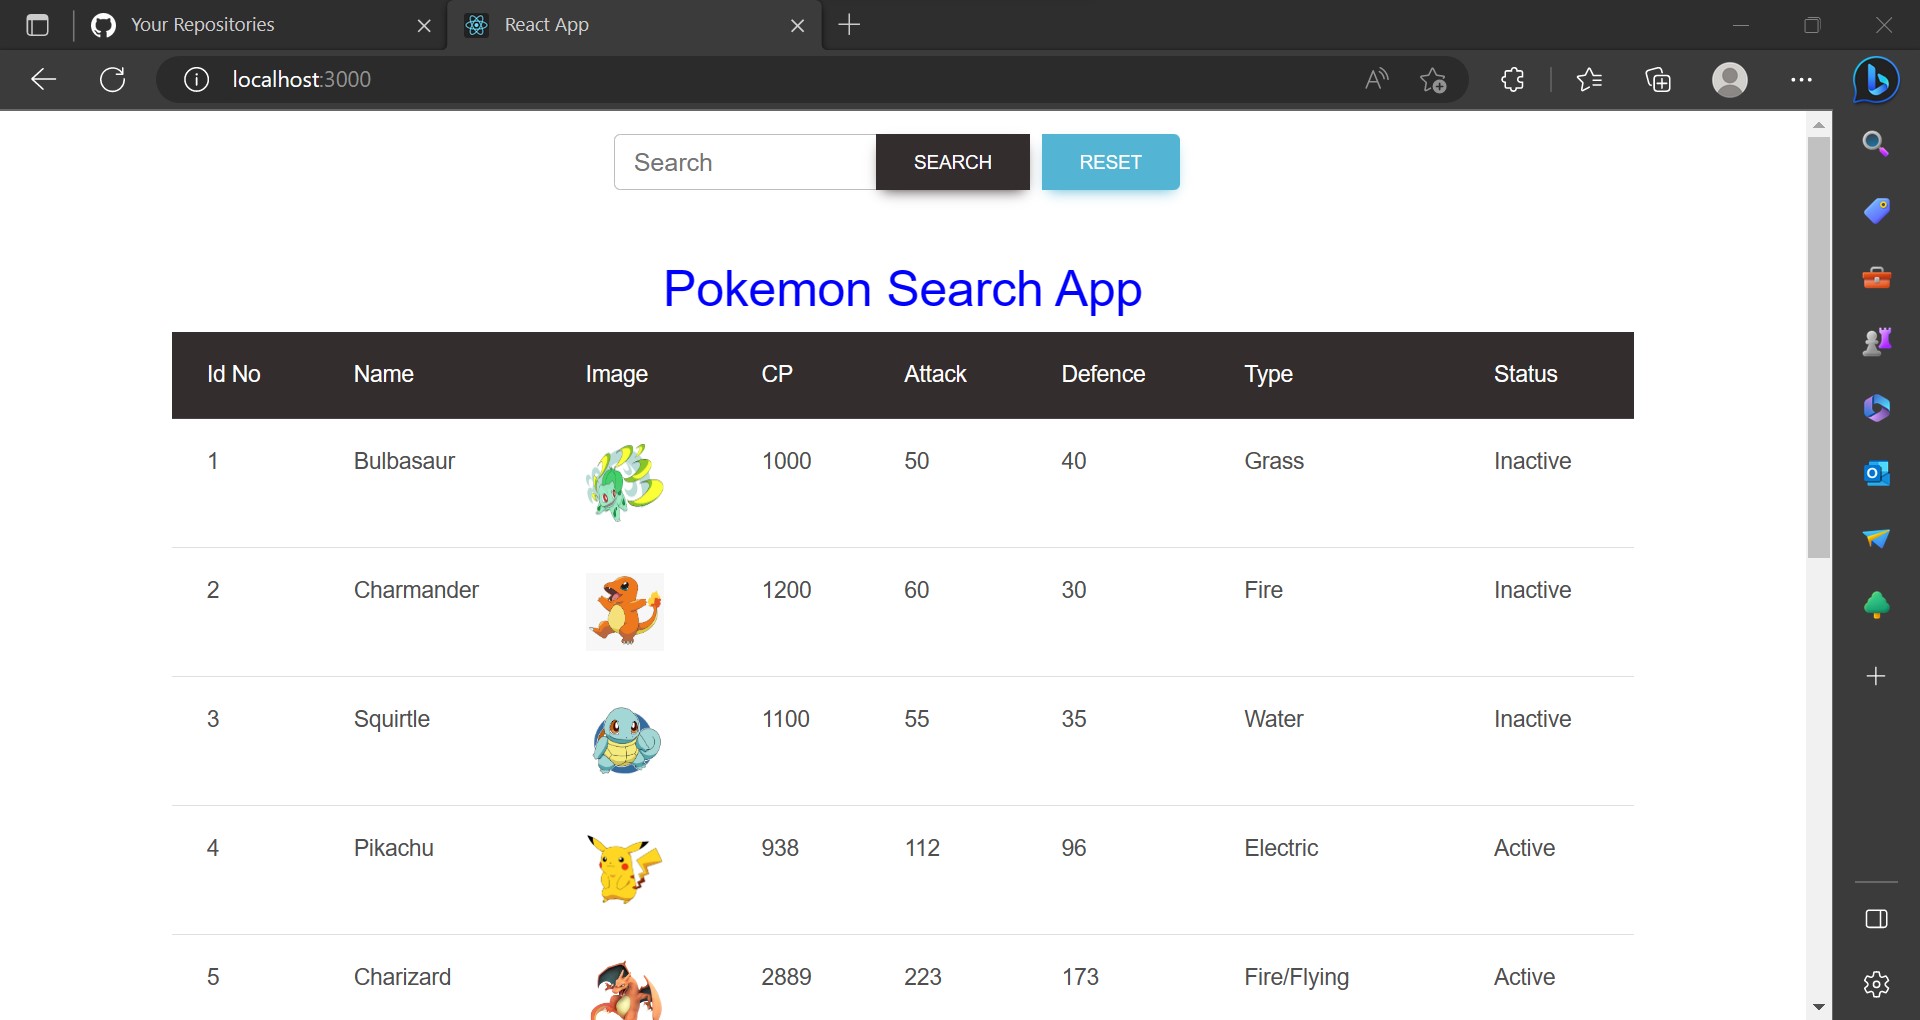 Your Repositories
React App
localhost:3000
Search
SEARCH
RESET
Pokemon Search App
Id No Name Image CP Attack Defence Type Status
1 Bulbasaur 1000 50 40 Grass Inactive
2 Charmander 1200 60 30 Fire Inactive
3 Squirtle 1100 55 35 Water Inactive
4 Pikachu 938 112 96 Electric Active
5 Charizard 2889 223 173 Fire/Flying Active